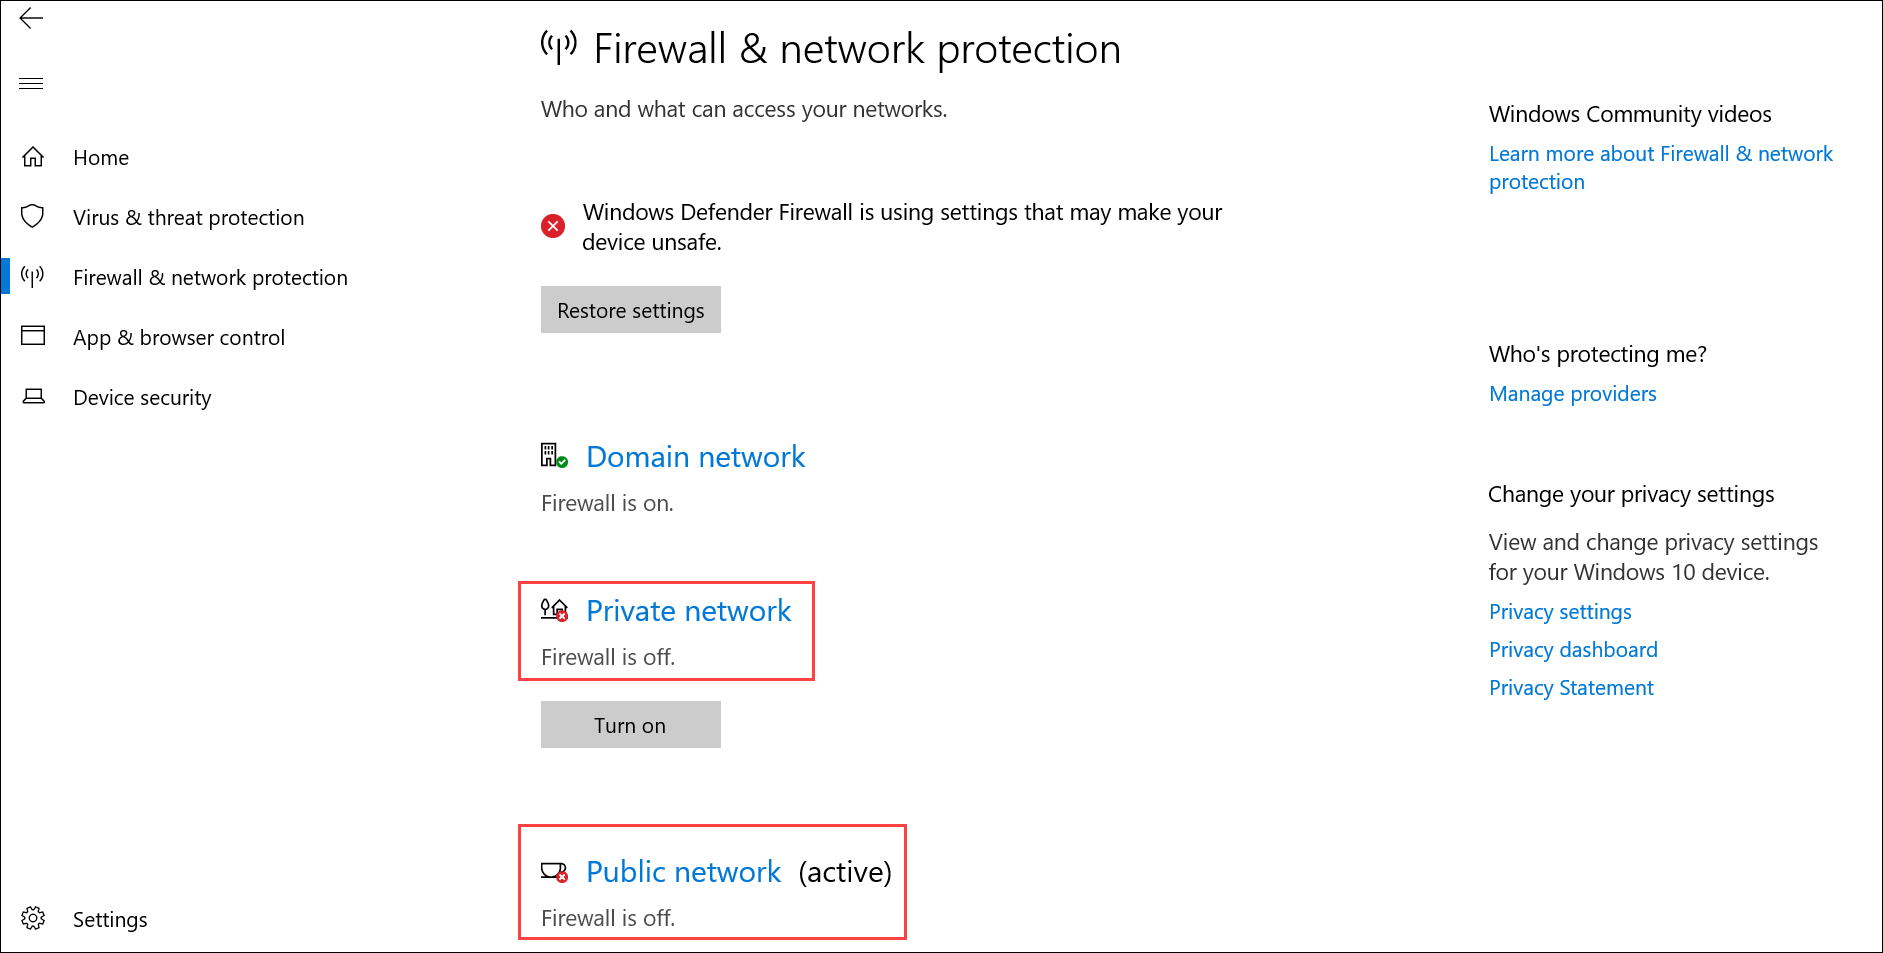 Home
Virus & threat protection
Firewall & network protection
App & browser control
Device security
Settings
Firewall & network protection
Who and what can access your networks.
Windows Defender Firewall is using settings that may make your
device unsafe.
Restore settings
Domain network
Firewall is on.
Private network
Firewall is off.
Turn on
Public network (active)
Firewall is off.
Windows Community videos
Learn more about Firewall & network
protection
Who's protecting me?
Manage providers
Change your privacy settings
View and change privacy settings
for your Windows 10 device.
Privacy settings
Privacy dashboard
Privacy Statement